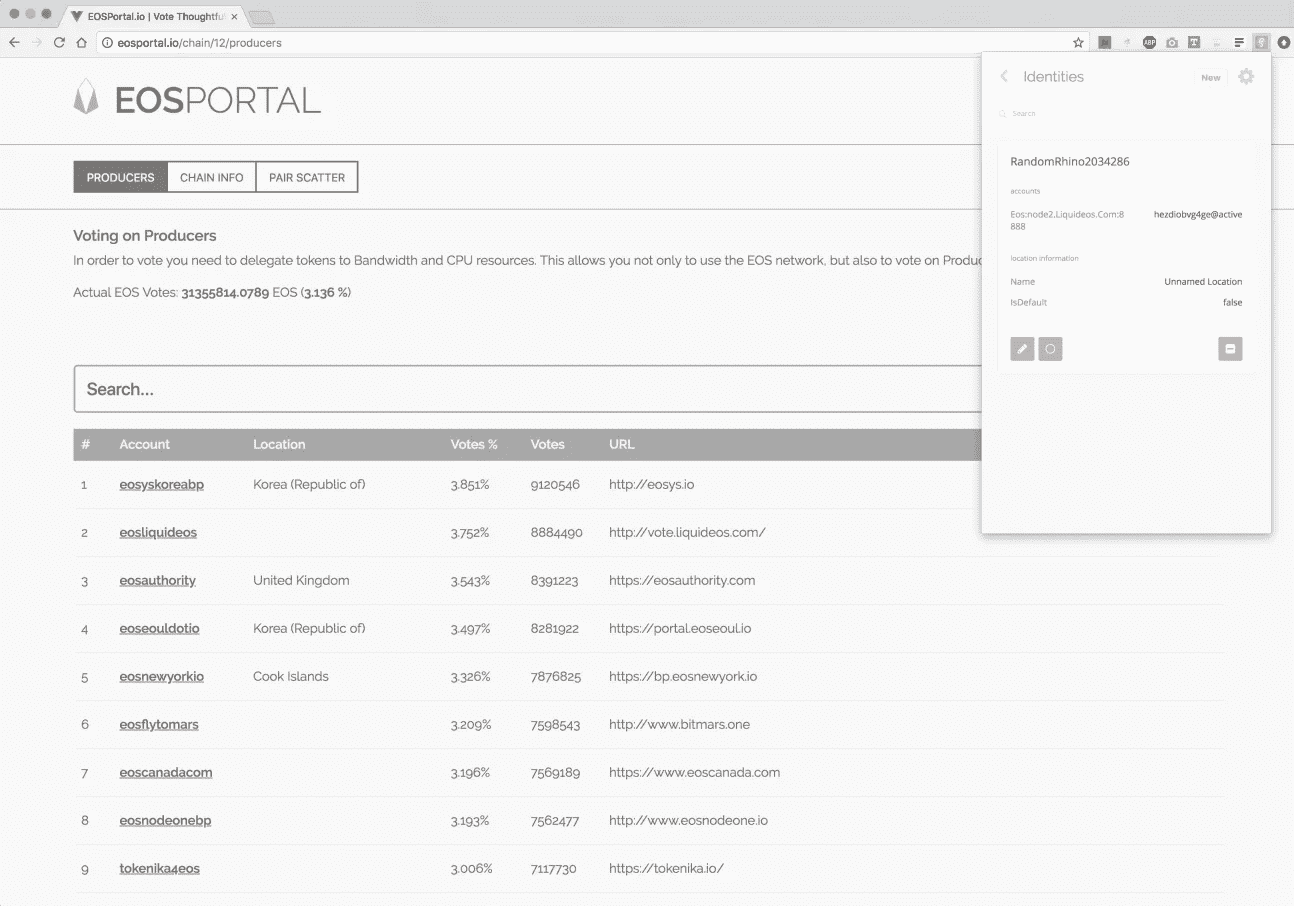 EOSPortal.io | Vote Thoughtfu
eosportal.io/chain/12/producers
ABP
EOSPORTAL
PRODUCERS CHAIN INFO PAIR SCATTER
Voting on Producers
In order to vote you need to delegate tokens to Bandwidth and CPU resources. This allows you not only to use the EOS network, but also to vote on Produc
Actual EOS Votes: 31355814.0789 EOS (3.136 %)
Search...
# Account Location Votes % Votes URL
1 eosyskoreabp Korea (Republic of) 3.851% 9120546 http://eosys.io
2 eosliquideos 3.752% 8884490 http://vote.liquideos.com/
3 eosauthority United Kingdom 3.543% 8391223 https://eosauthority.com
4 eoseouldotio Korea (Republic of) 3.497% 8281922 https://portal.eoseoul.io
5 eosnewyorkio Cook Islands 3.326% 7876825 https://bp.eosnewyork.io
6 eosflytomars 3.209% 7598543 http://www.bitmars.one
7 eoscanadacom 3.196% 7569189 https://www.eoscanada.com
8 eosnodeonebp 3.193% 7562477 http://www.eosnodeone.io
9 tokenika4eos 3.006% 7117730 https://tokenika.io/
Identities New
Search
RandomRhino2034286
accounts
Eos:node2.Liquideos.Com:8 hezdiobvg4ge@active
888
location information
Name Unnamed Location
IsDefault false